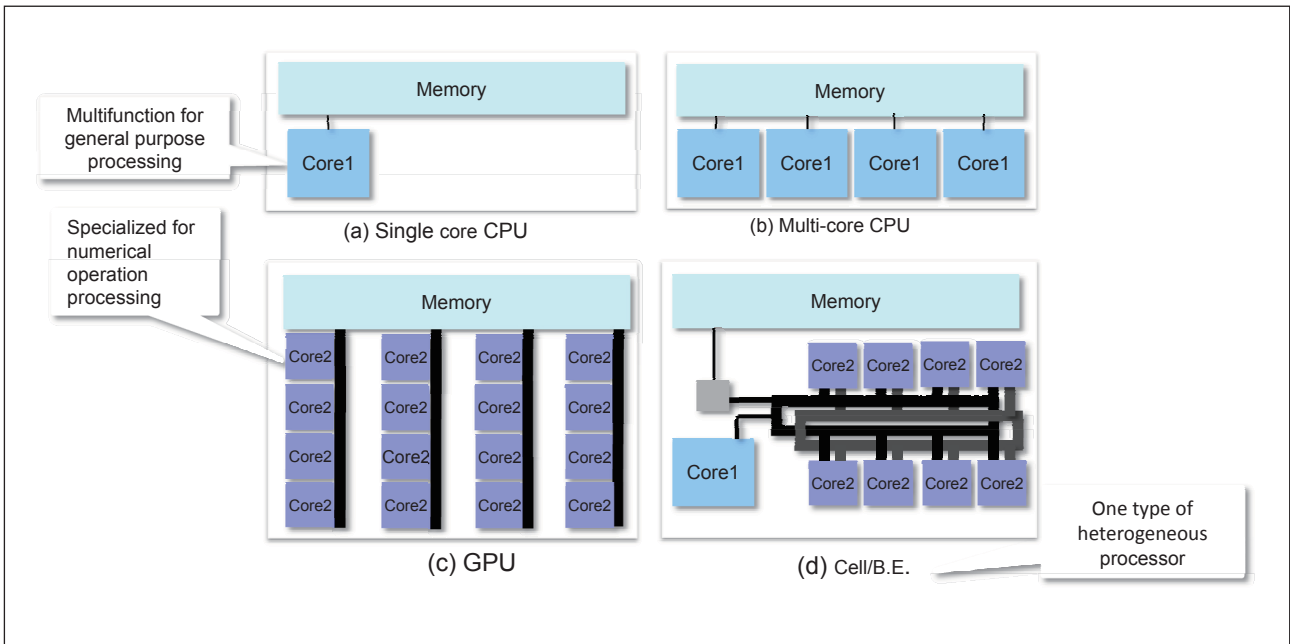 Memory
Multifunction for
general purpose
processing
Core1
(a) Single core CPU
Memory
Core1 Core1 Core1 Core1
(b) Multi-core CPU
Specialized for
numerical
operation
processing
Memory
Core2 Core2 Core2 Core2
Core2 Core2 Core2 Core2
Core2 Core2 Core2 Core2
Core2 Core2 Core2 Core2
(c) GPU
Memory
Core2 Core2 Core2 Core2
Core1
Core2 Core2 Core2 Core2
(d) Cell/B.E.
One type of
heterogeneous
processor